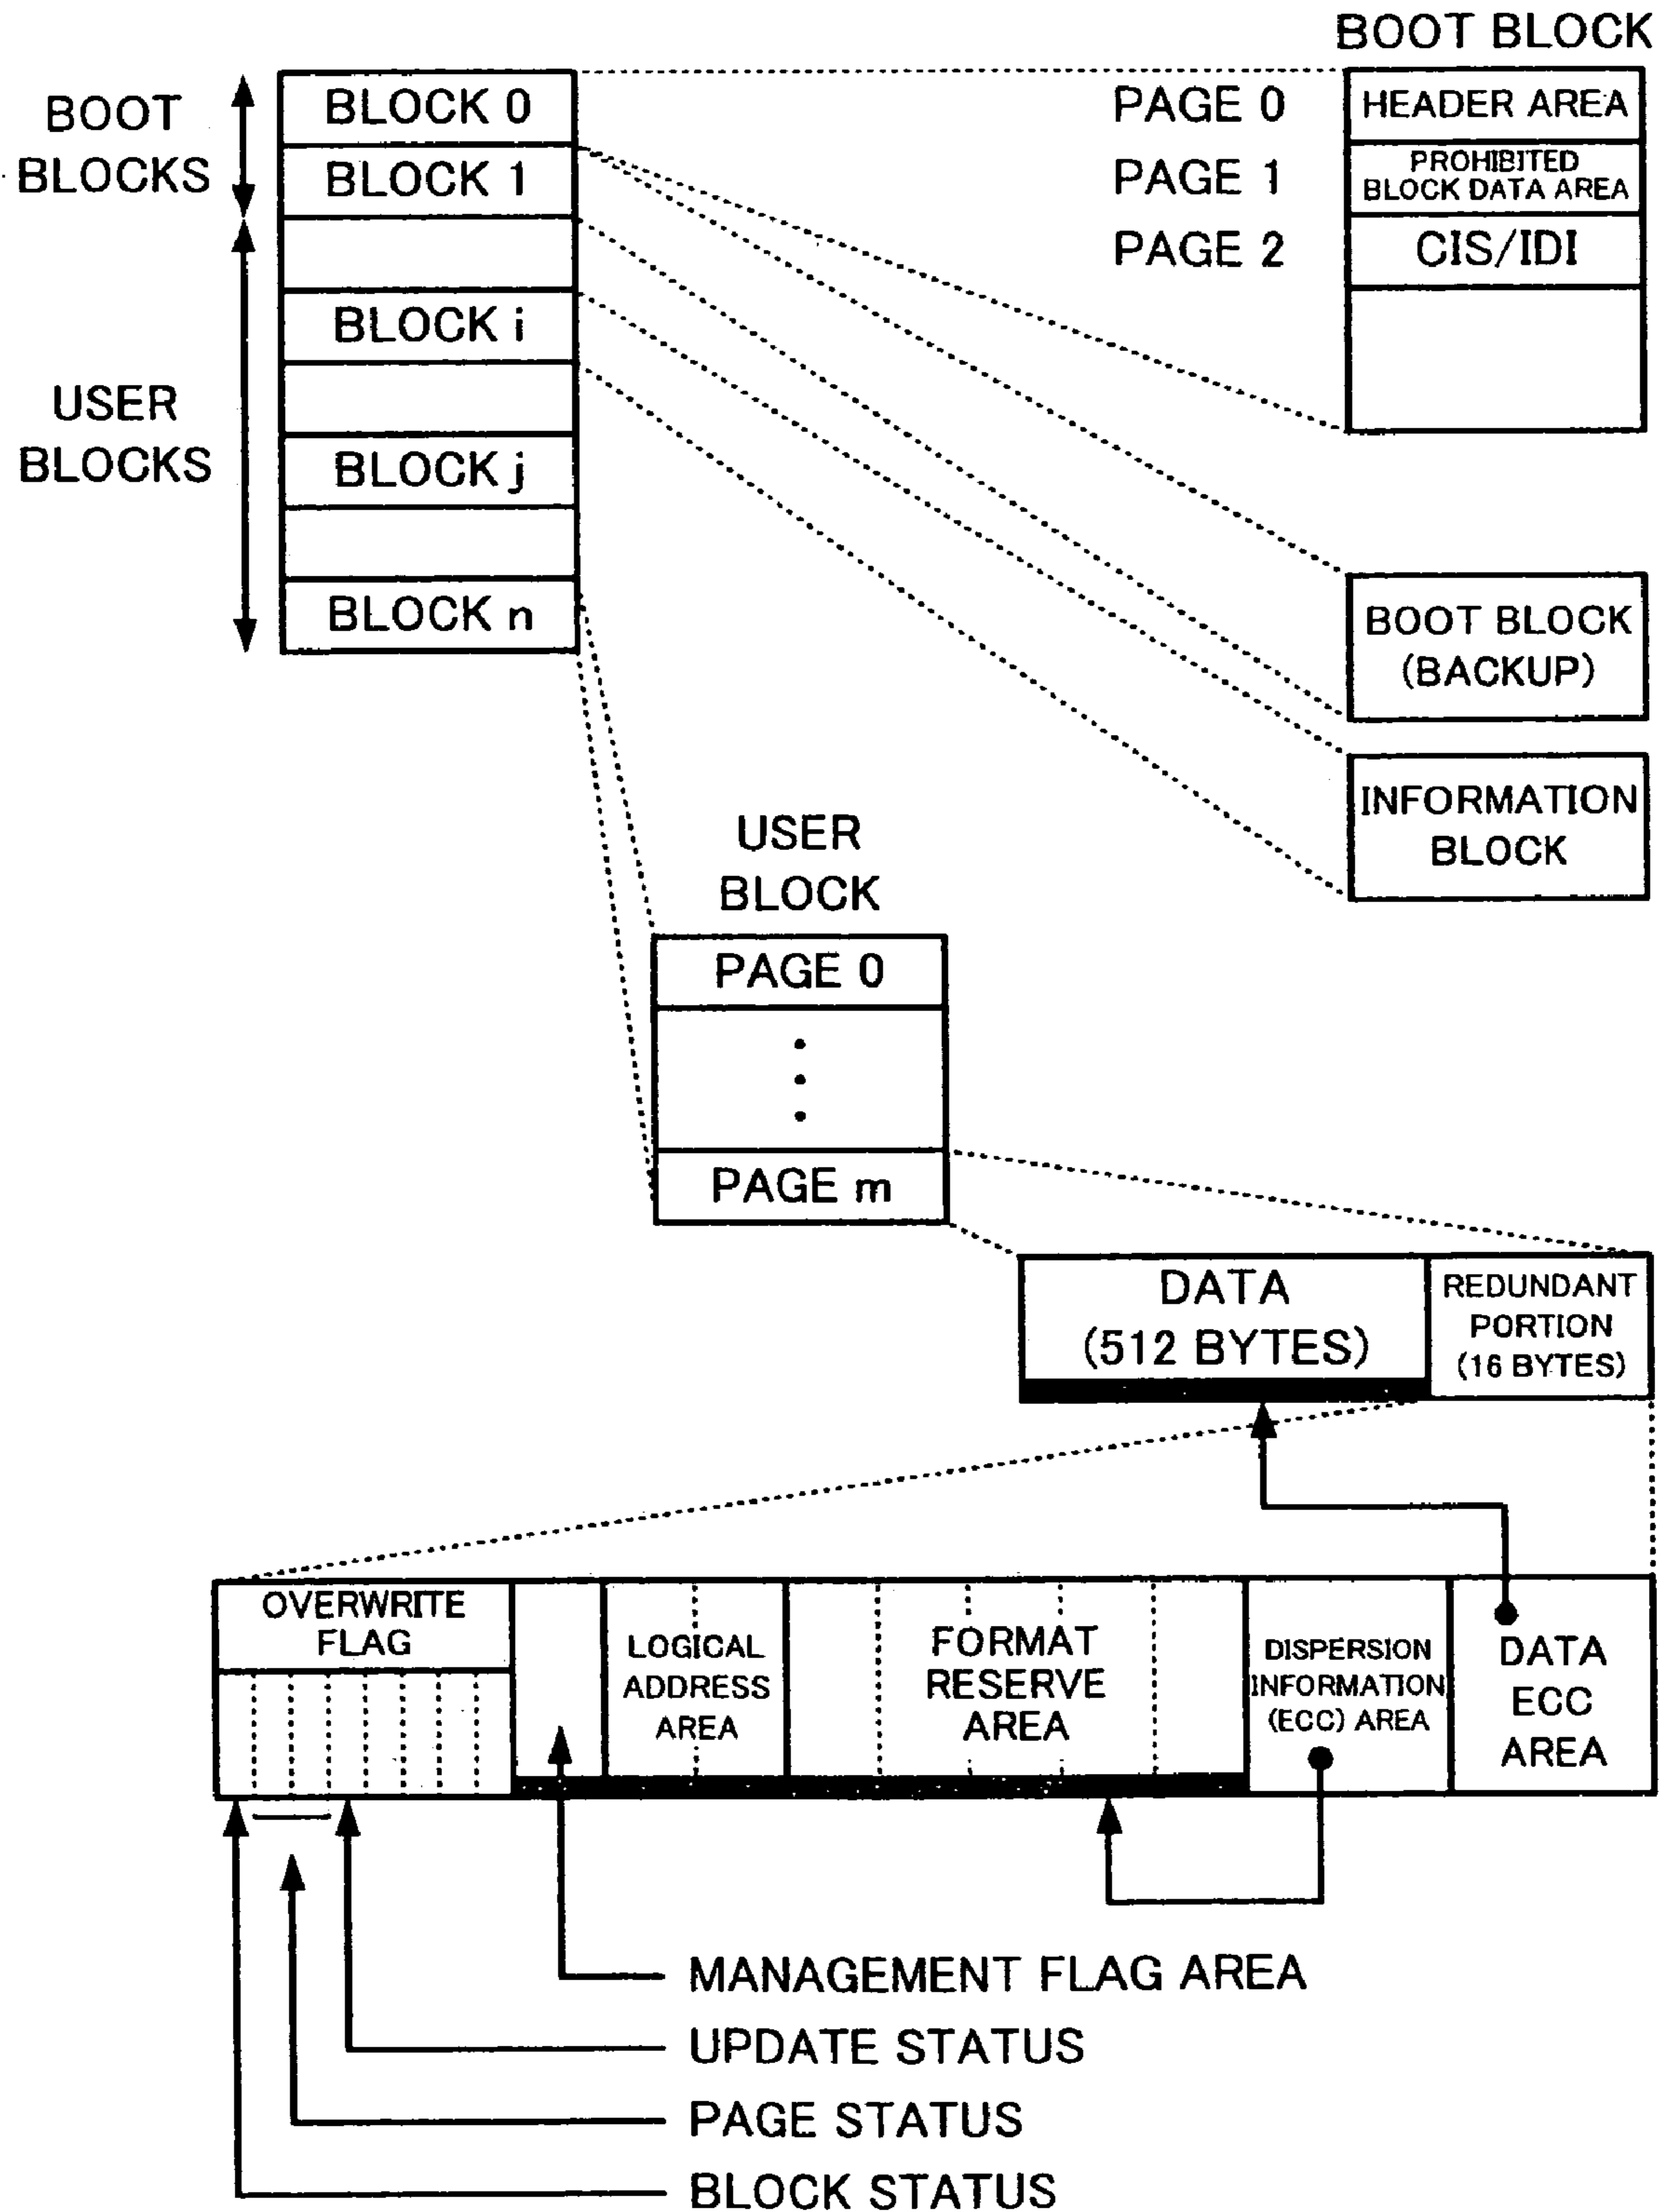 BOOT BLOCK
BOOT
BLOCKS
BLOCK 0
BLOCK 1
BLOCK i
BLOCK j
BLOCK n
USER
BLOCKS
PAGE 0
HEADER AREA
PAGE 1
PROHIBITED
BLOCK DATA AREA
PAGE 2
CIS/IDI
BOOT BLOCK
(BACKUP)
INFORMATION
BLOCK
USER
BLOCK
PAGE 0
PAGE m
DATA
(512 BYTES)
REDUNDANT
PORTION
(16 BYTES)
OVERWRITE
FLAG
LOGICAL
ADDRESS
AREA
FORMAT
RESERVE
AREA
DISPERSION
INFORMATION
(ECC) AREA
DATA
ECC
AREA
MANAGEMENT FLAG AREA
UPDATE STATUS
PAGE STATUS
BLOCK STATUS